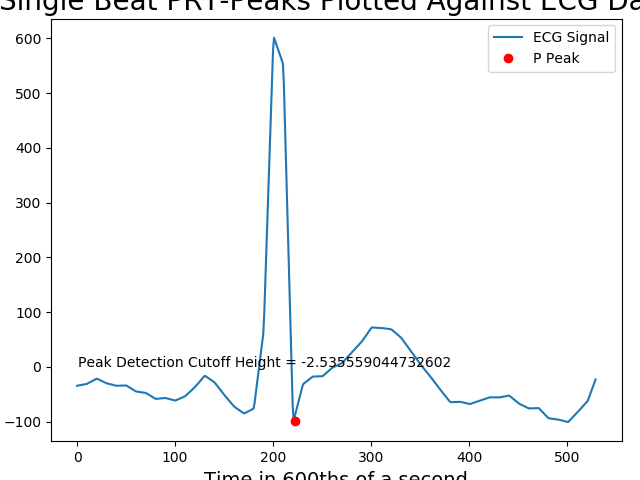 Single Beat PRT-Peaks Plotted Against ECG Da
ECG Signal
P Peak
600
500
400
300
200
100
0
−100
Peak Detection Cutoff Height = -2.535559044732602
0 100 200 300 400 500
Time in 600ths of a second